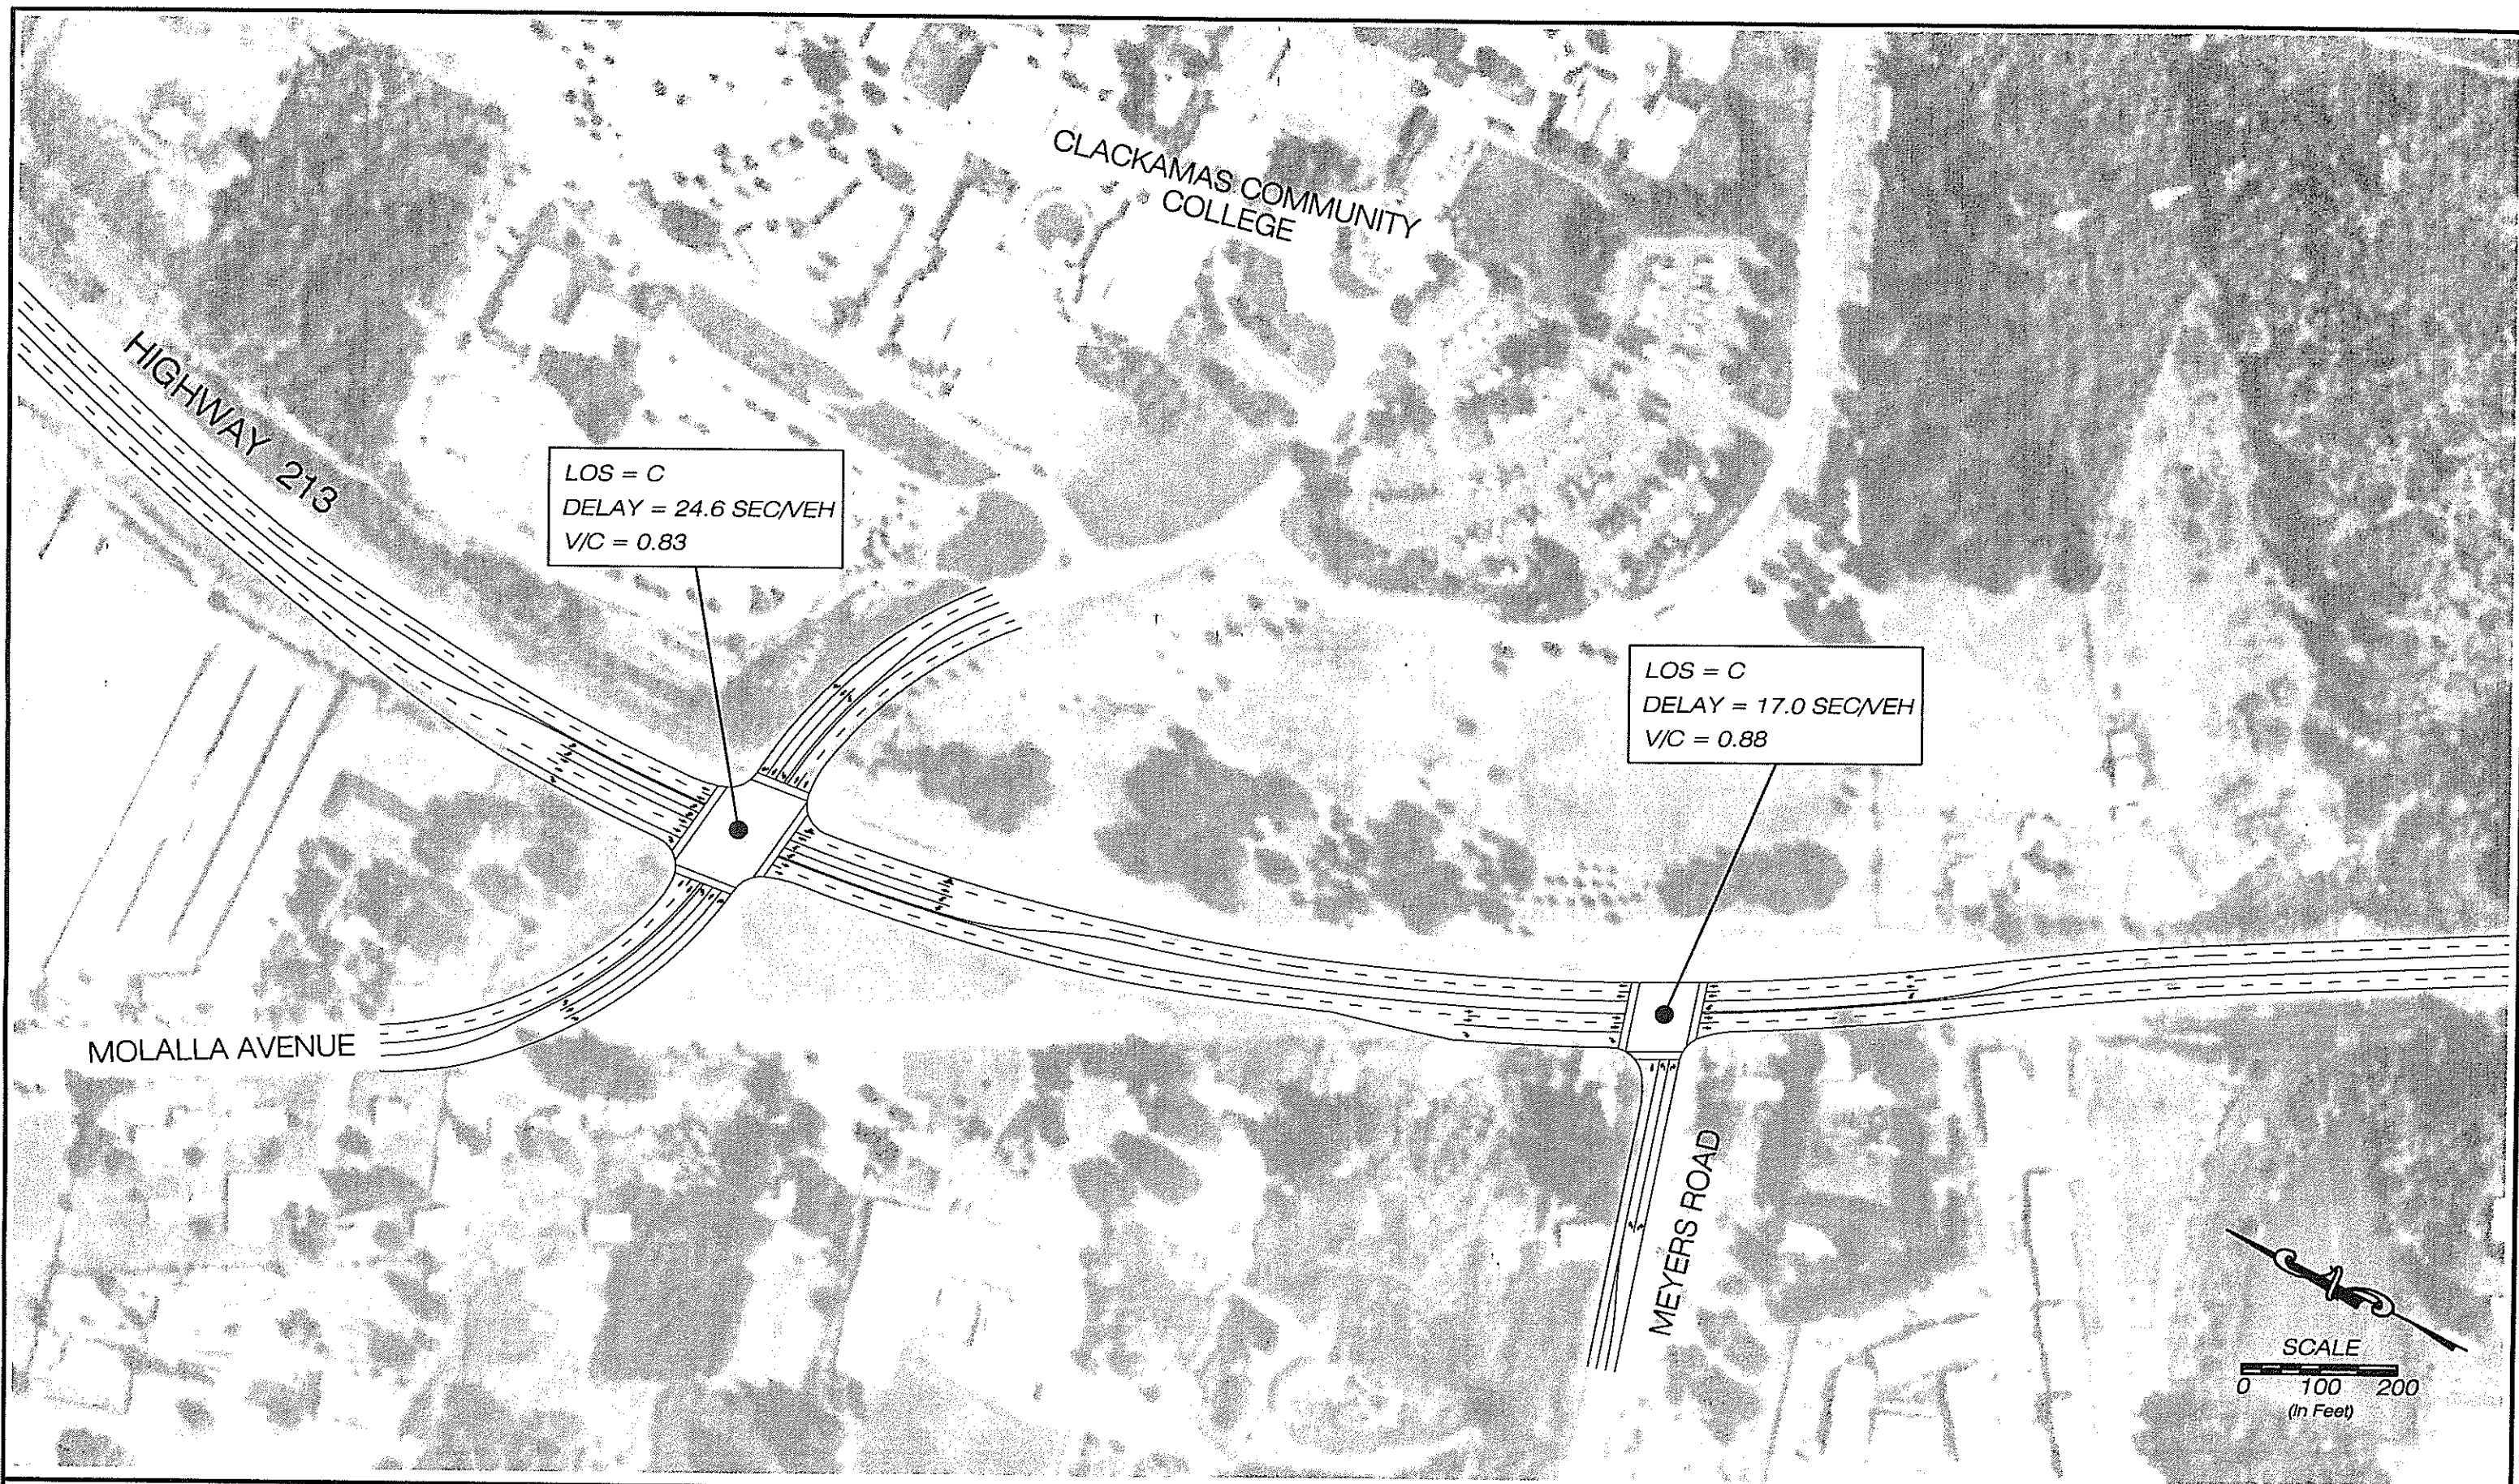 CLACKAMAS COMMUNITY
COLLEGE
HIGHWAY 213
LOS = C
DELAY = 24.6 SEC/VEH
V/C = 0.83
LOS = C
DELAY = 17.0 SEC/VEH
V/C = 0.88
MOLALLA AVENUE
MEYERS ROAD
SCALE
0 100 200
(In Feet)